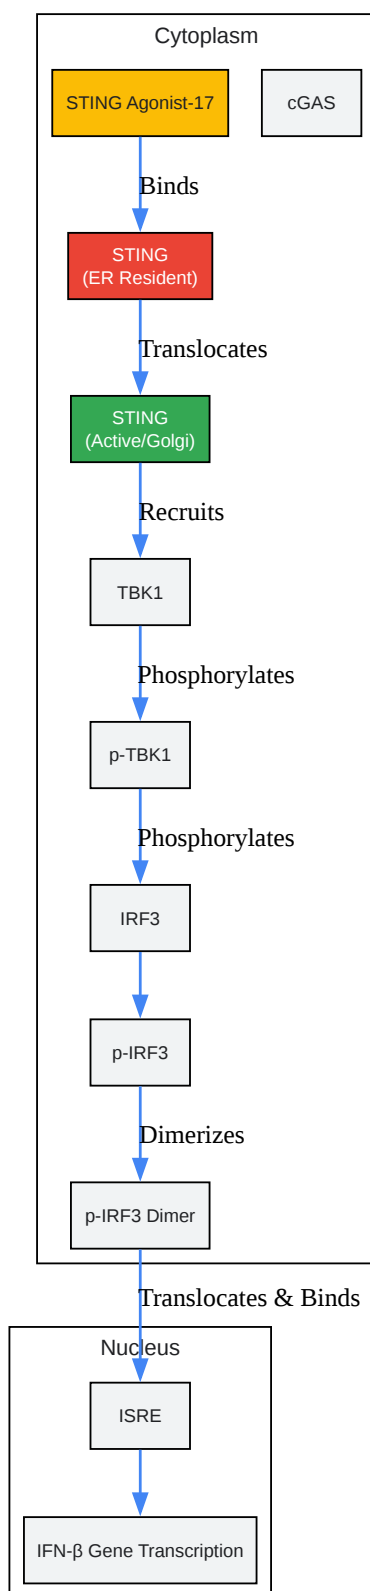 Cytoplasm
STING Agonist-17
cGAS
Binds
STING
(ER Resident)
Translocates
STING
(Active/Golgi)
Recruits
TBK1
Phosphorylates
p-TBK1
Phosphorylates
IRF3
p-IRF3
Dimerizes
p-IRF3 Dimer
Translocates & Binds
Nucleus
ISRE
IFN-β Gene Transcription